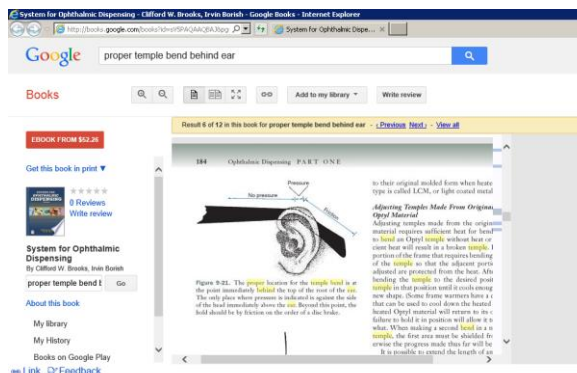 System for Ophthalmic Dispensing - Clifford W. Brooks, Irvin Borish - Google Books - Internet Explorer
System for Ophthalmic Dispe...
Google
proper temple bend behind ear
Books
Add to my library
Write review
Result 6 of 12 in this book for proper temple bend behind ear - ‹ Previous Next › - View all
EBOOK FROM $52.26
Get this book in print ▼
0 Reviews
Write review
System for Ophthalmic
Dispensing
By Clifford W. Brooks, Irvin Borish
proper temple bend b
Go
About this book
My library
My History
Books on Google Play
Link
Feedback
184 Ophthalmic Dispensing PART ONE
Pressure
No pressure
Friction
Figure 9-21. The proper location for the temple bend is at
the point immediately behind the top of the root of the ear.
The only place where pressure is indicated is against the side
of the head immediately above the ear. Beyond this point, the
hold should be by friction on the order of a disc brake.
to their original molded form when heate
type is called LCM, or light coated metal
Adjusting Temples Made From Original
Optyl Material
Adjusting temples made from the origin
material requires sufficient heat for bend
to bend an Optyl temple without heat or
cient heat will result in a broken temple.
portion of the frame that requires bending
of the temple so that the adjacent porti
adjusted are protected from the heat. Afte
bending the temple to the desired posit
temple in that position until it cools enoug
new shape. (Some frame warmers have a c
that can be used to cool down the heated
heated Optyl material will return to its o
failure to hold it in position will allow it to
what. When making a second bend in a n
temple, the first area must be shielded fr
erwise the progress made thus far will be
It is possible to extend the length of an